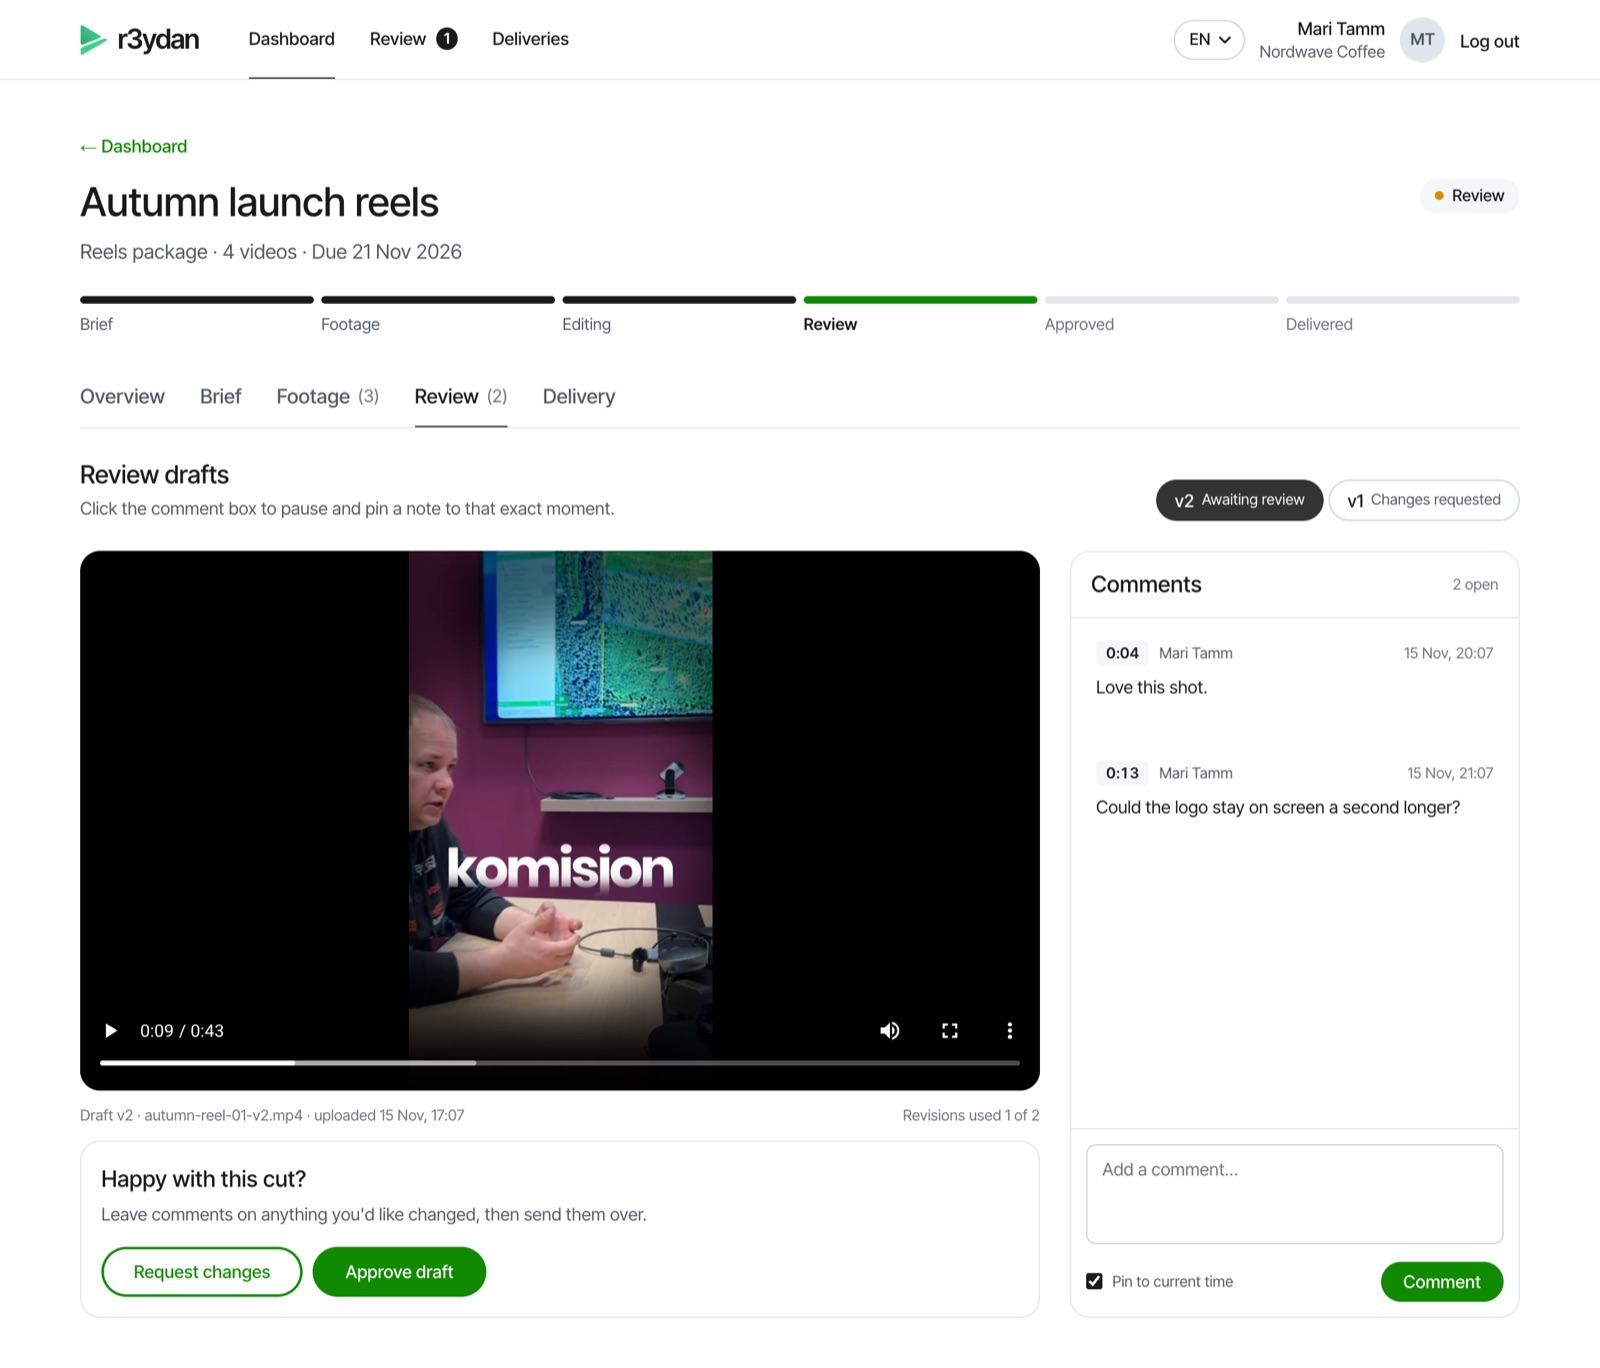 r3ydan
Dashboard
Review 1
Deliveries
EN
Mari Tamm
Nordwave Coffee
MT
Log out
← Dashboard
Autumn launch reels
Review
Reels package · 4 videos · Due 21 Nov 2026
Brief
Footage
Editing
Review
Approved
Delivered
Overview
Brief
Footage (3)
Review (2)
Delivery
Review drafts
Click the comment box to pause and pin a note to that exact moment.
v2 Awaiting review
v1 Changes requested
komisjon
0:09 / 0:43
Draft v2 · autumn-reel-01-v2.mp4 · uploaded 15 Nov, 17:07
Revisions used 1 of 2
Happy with this cut?
Leave comments on anything you'd like changed, then send them over.
Request changes
Approve draft
Comments
2 open
0:04 Mari Tamm 15 Nov, 20:07
Love this shot.
0:13 Mari Tamm 15 Nov, 21:07
Could the logo stay on screen a second longer?
Add a comment...
Pin to current time
Comment